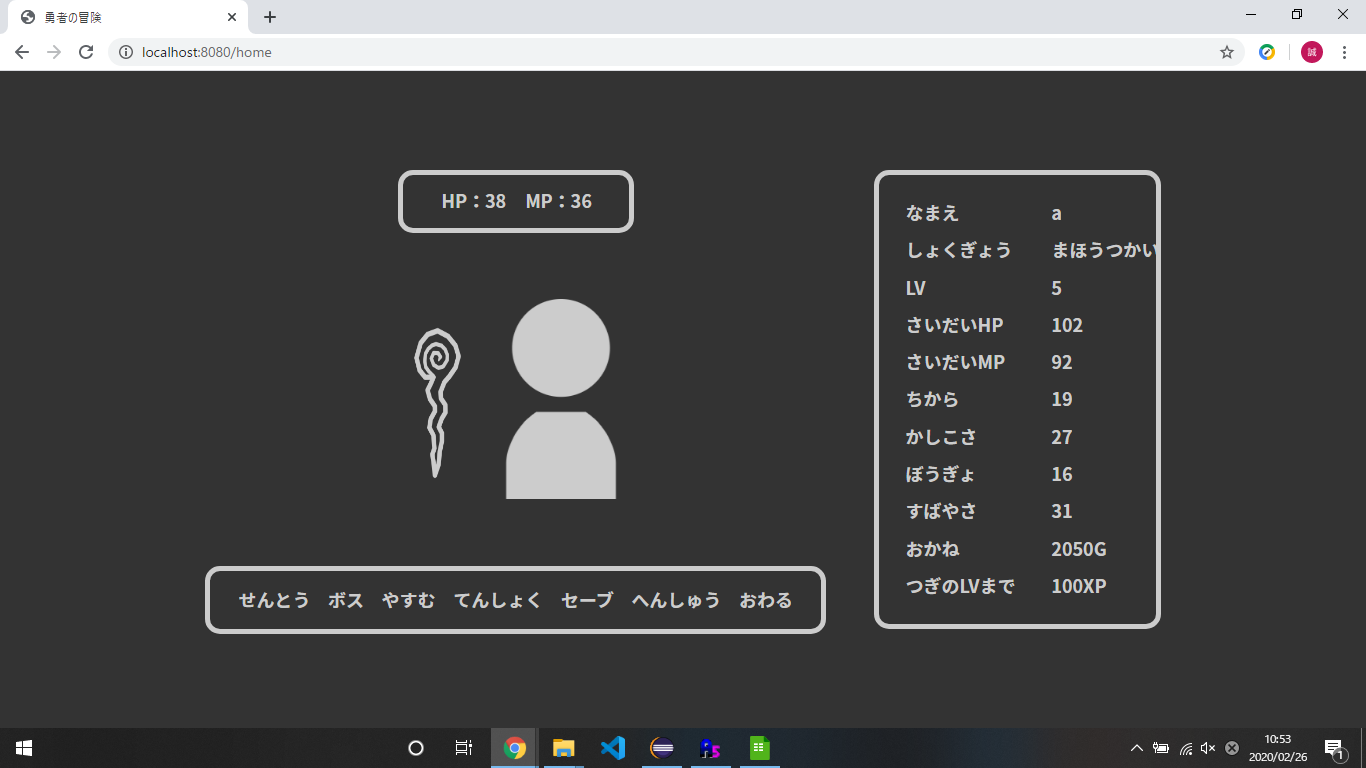 勇者の冒険
localhost:8080/home
誠
HP：38　MP：36
なまえ a
しょくぎょう まほうつかい
LV 5
さいだいHP 102
さいだいMP 92
ちから 19
かしこさ 27
ぼうぎょ 16
すばやさ 31
おかね 2050G
つぎのLVまで 100XP
せんとう　ボス　やすむ　てんしょく　セーブ　へんしゅう　おわる
10:53
2020/02/26
1